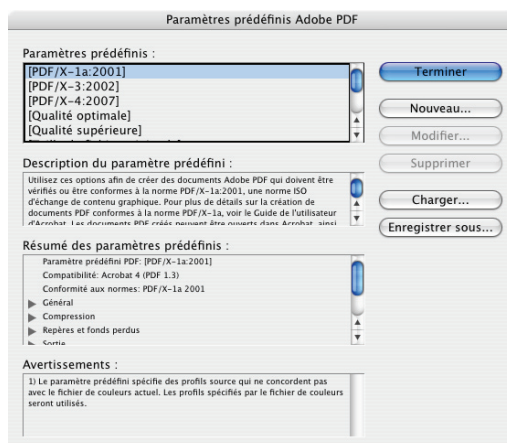 Paramètres prédéfinis Adobe PDF
Paramètres prédéfinis :
[PDF/X-1a:2001]
[PDF/X-3:2002]
[PDF/X-4:2007]
[Qualité optimale]
[Qualité supérieure]
Terminer
Nouveau...
Modifier...
Supprimer
Charger...
Enregistrer sous...
Description du paramètre prédéfini :
Utilisez ces options afin de créer des documents Adobe PDF qui doivent être
vérifiés ou être conformes à la norme PDF/X-1a:2001, une norme ISO
d'échange de contenu graphique. Pour plus de détails sur la création de
documents PDF conformes à la norme PDF/X-1a, voir le Guide de l'utilisateur
d'Acrobat. Les documents PDF créés peuvent être ouverts dans Acrobat, ainsi
Résumé des paramètres prédéfinis :
Paramètre prédéfini PDF: [PDF/X-1a:2001]
Compatibilité: Acrobat 4 (PDF 1.3)
Conformité aux normes: PDF/X-1a 2001
Général
Compression
Repères et fonds perdus
Sortie
Avertissements :
1) Le paramètre prédéfini spécifie des profils source qui ne concordent pas
avec le fichier de couleurs actuel. Les profils spécifiés par le fichier de couleurs
seront utilisés.